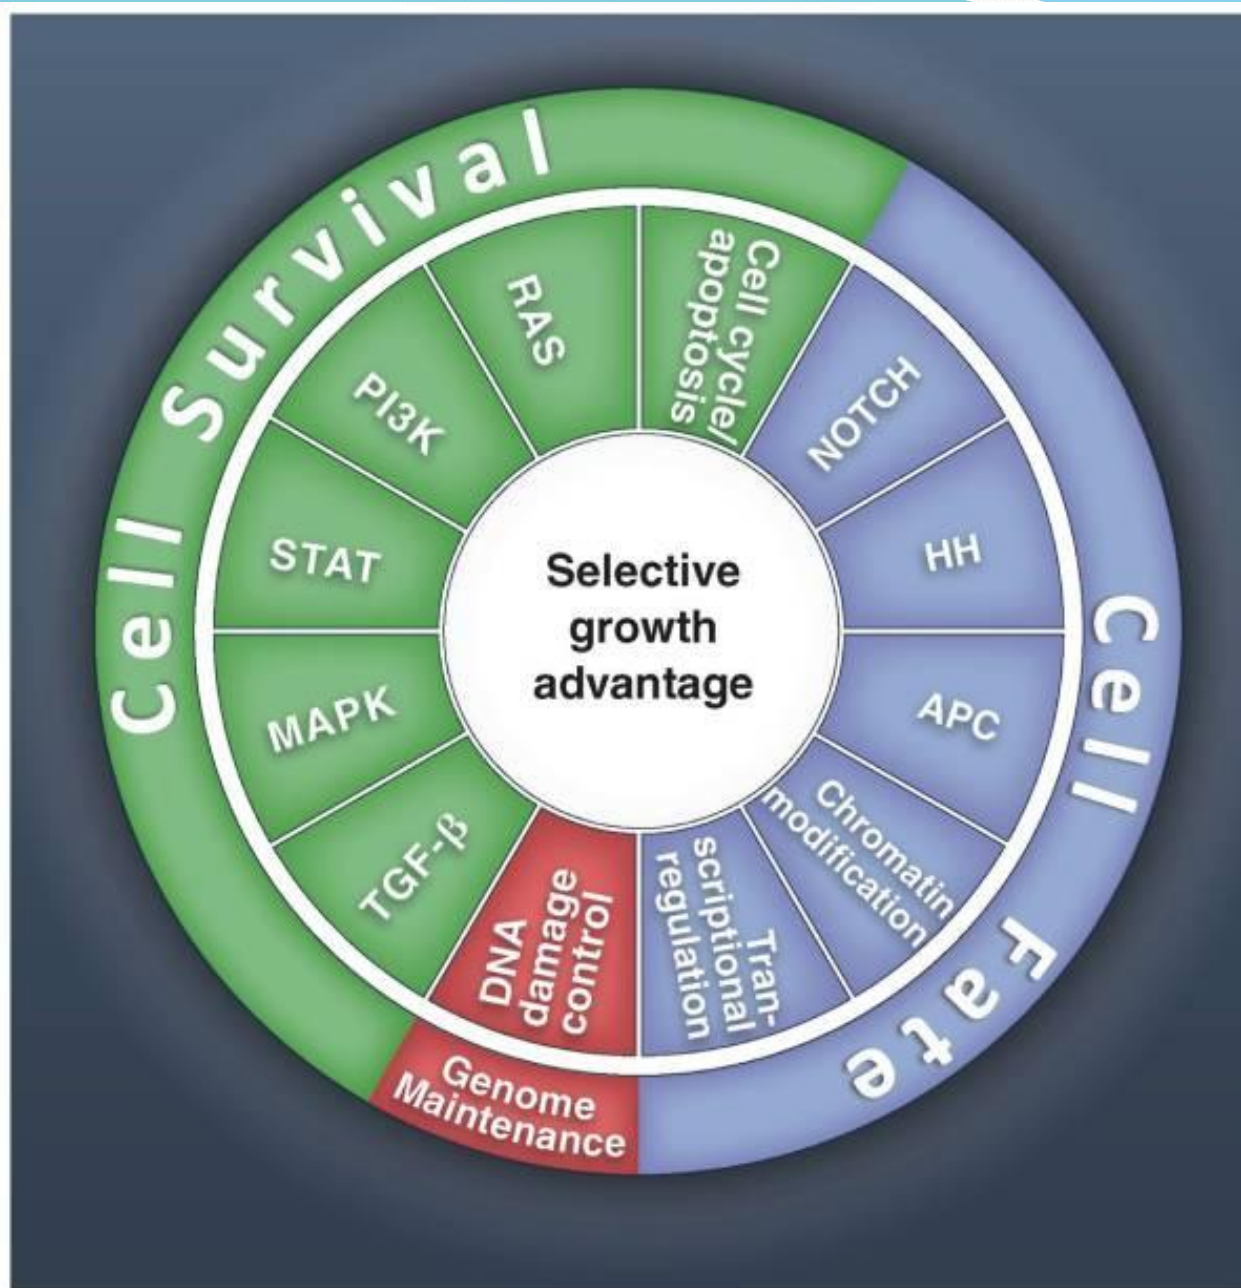 Cell Survival
Cell Fate
Genome
Maintenance
Cell cycle/
apoptosis
NOTCH
HH
APC
Chromatin
modification
Tran-
scriptional
regulation
DNA
damage
control
TGF-β
MAPK
STAT
PI3K
RAS
Selective
growth
advantage